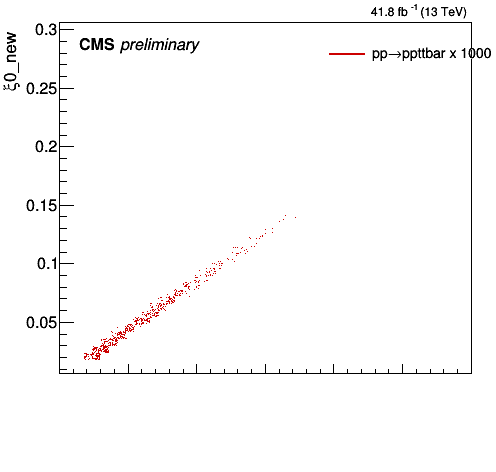 41.8 fb⁻¹ (13 TeV)
CMS preliminary
pp→ppttbar x 1000
ξ0_new
0.3
0.25
0.2
0.15
0.1
0.05